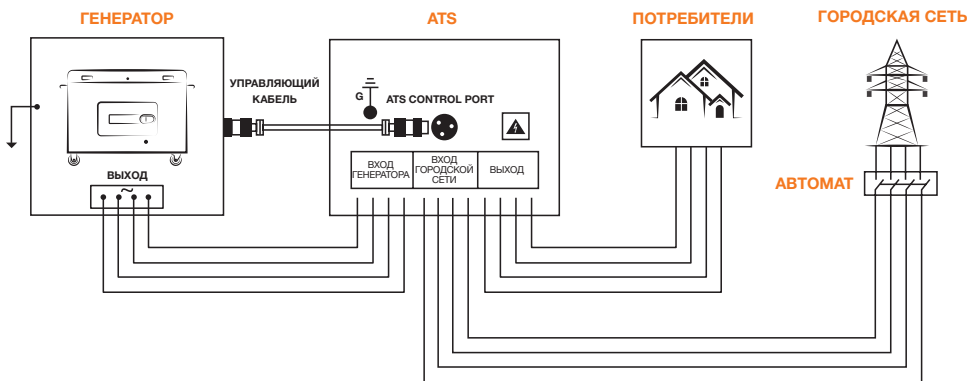 ГЕНЕРАТОР
ATS
ПОТРЕБИТЕЛИ
ГОРОДСКАЯ СЕТЬ
УПРАВЛЯЮЩИЙ
КАБЕЛЬ
G
ATS CONTROL PORT
ВЫХОД
~
ВХОД
ГЕНЕРАТОРА
ВХОД
ГОРОДСКОЙ
СЕТИ
ВЫХОД
АВТОМАТ